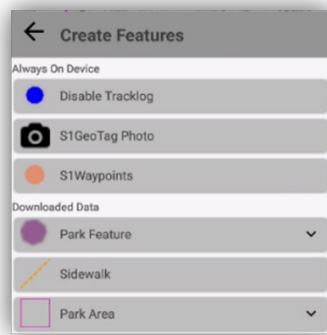 Create Features
Always On Device
Disable Tracklog
S1GeoTag Photo
S1Waypoints
Downloaded Data
Park Feature
Sidewalk
Park Area